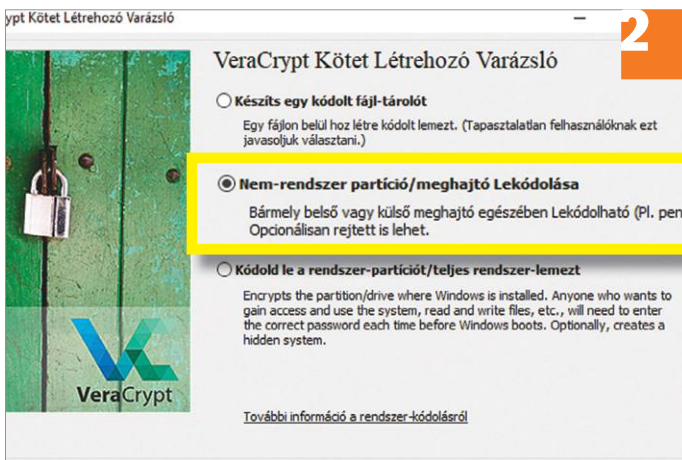 ypt Kötet Létrehozó Varázsló
2
VeraCrypt Kötet Létrehozó Varázsló
Készíts egy kódolt fájl-tárolót
Egy fájlon belül hoz létre kódolt lemezt. (Tapasztalatlan felhasználóknak ezt
javasoljuk választani.)
Nem-rendszer partíció/meghajtó Lekódolása
Bármely belső vagy külső meghajtó egészében Lekódolható (Pl. pen
Opcionálisan rejtett is lehet.
Kódold le a rendszer-partíciót/teljes rendszer-lemezt
Encrypts the partition/drive where Windows is installed. Anyone who wants to
gain access and use the system, read and write files, etc., will need to enter
the correct password each time before Windows boots. Optionally, creates a
hidden system.
VeraCrypt
További információ a rendszer-kódolásról